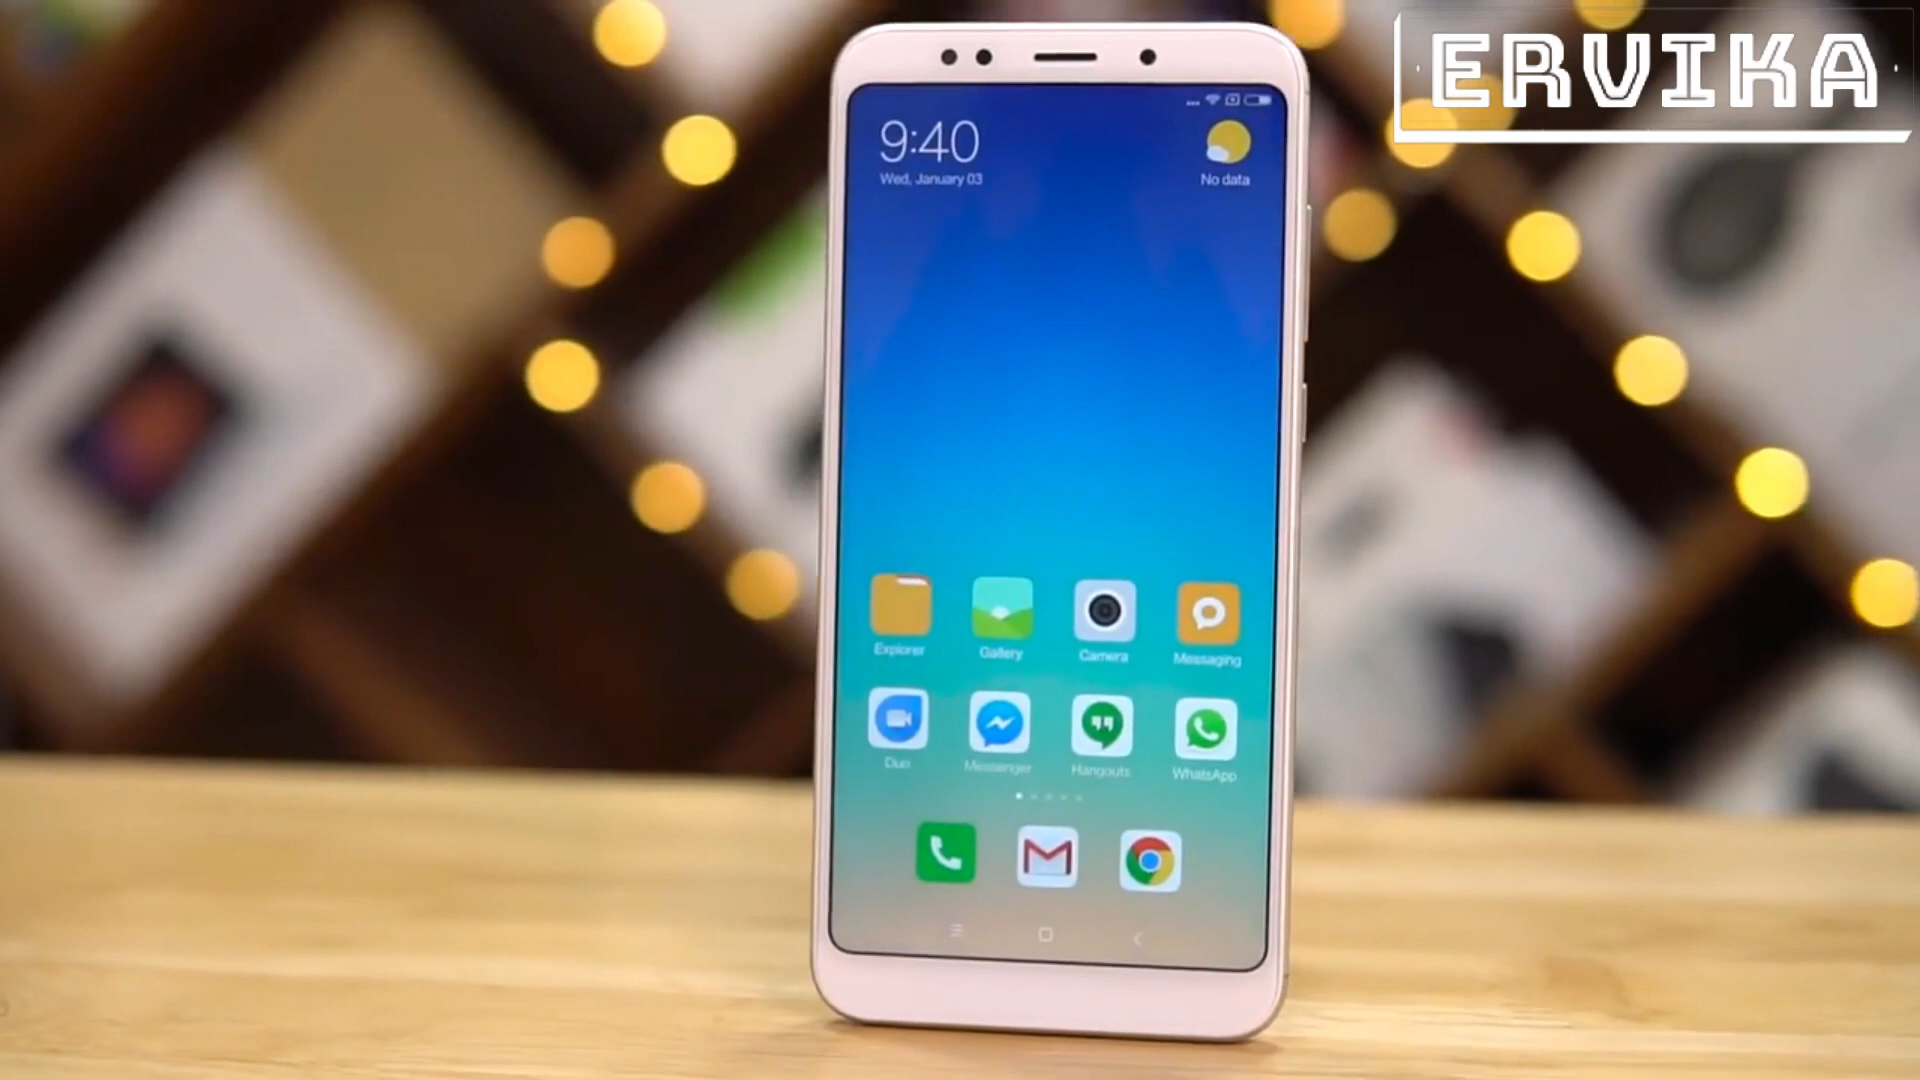 ERVIKA
9:40
Wed, January 03
No data
Explorer
Gallery
Camera
Messaging
Duo
Messenger
Hangouts
WhatsApp